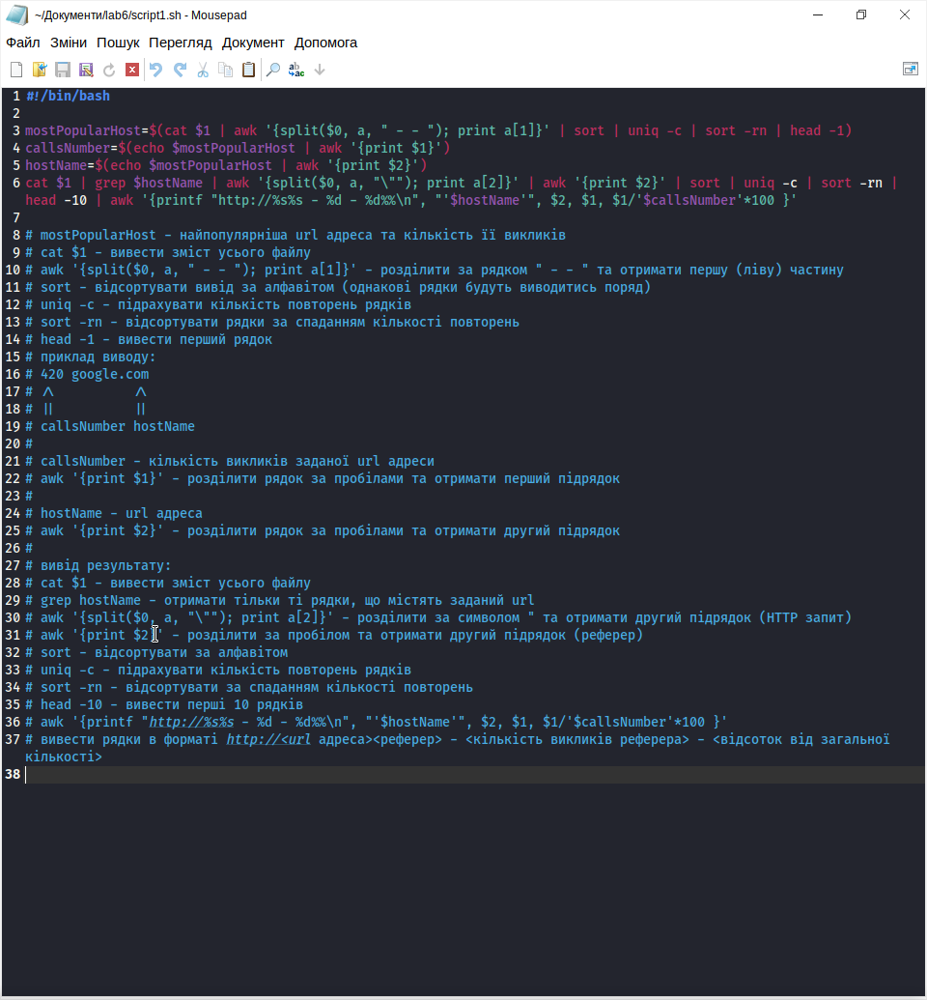 ~/Документи/lab6/script1.sh - Mousepad
Файл Зміни Пошук Перегляд Документ Допомога
1 #!/bin/bash
2
3 mostPopularHost=$(cat $1 | awk '{split($0, a, " - - "); print a[1]}' | sort | uniq -c | sort -rn | head -1)
4 callsNumber=$(echo $mostPopularHost | awk '{print $1}')
5 hostName=$(echo $mostPopularHost | awk '{print $2}')
6 cat $1 | grep $hostName | awk '{split($0, a, "\""); print a[2]}' | awk '{print $2}' | sort | uniq -c | sort -rn |
head -10 | awk '{printf "http://%s%s - %d - %d%%\n", "'$hostName'", $2, $1, $1/'$callsNumber'*100 }'
7
8 # mostPopularHost - найпопулярніша url адреса та кількість її викликів
9 # cat $1 - вивести зміст усього файлу
10 # awk '{split($0, a, " - - "); print a[1]}' - розділити за рядком " - - " та отримати першу (ліву) частину
11 # sort - відсортувати вивід за алфавітом (однакові рядки будуть виводитись поряд)
12 # uniq -c - підрахувати кількість повторень рядків
13 # sort -rn - відсортувати рядки за спаданням кількості повторень
14 # head -1 - вивести перший рядок
15 # приклад виводу:
16 # 420 google.com
17 # ^ ^
18 # || ||
19 # callsNumber hostName
20 #
21 # callsNumber - кількість викликів заданої url адреси
22 # awk '{print $1}' - розділити рядок за пробілами та отримати перший підрядок
23 #
24 # hostName - url адреса
25 # awk '{print $2}' - розділити рядок за пробілами та отримати другий підрядок
26 #
27 # вивід результату:
28 # cat $1 - вивести зміст усього файлу
29 # grep hostName - отримати тільки ті рядки, що містять заданий url
30 # awk '{split($0, a, "\""); print a[2]}' - розділити за символом " та отримати другий підрядок (HTTP запит)
31 # awk '{print $2}' - розділити за пробілом та отримати другий підрядок (реферер)
32 # sort - відсортувати за алфавітом
33 # uniq -c - підрахувати кількість повторень рядків
34 # sort -rn - відсортувати за спаданням кількості повторень
35 # head -10 - вивести перші 10 рядків
36 # awk '{printf "http://%s%s - %d - %d%%\n", "'$hostName'", $2, $1, $1/'$callsNumber'*100 }'
37 # вивести рядки в форматі http://<url адреса><реферер> - <кількість викликів реферера> - <відсоток від загальної
кількості>
38